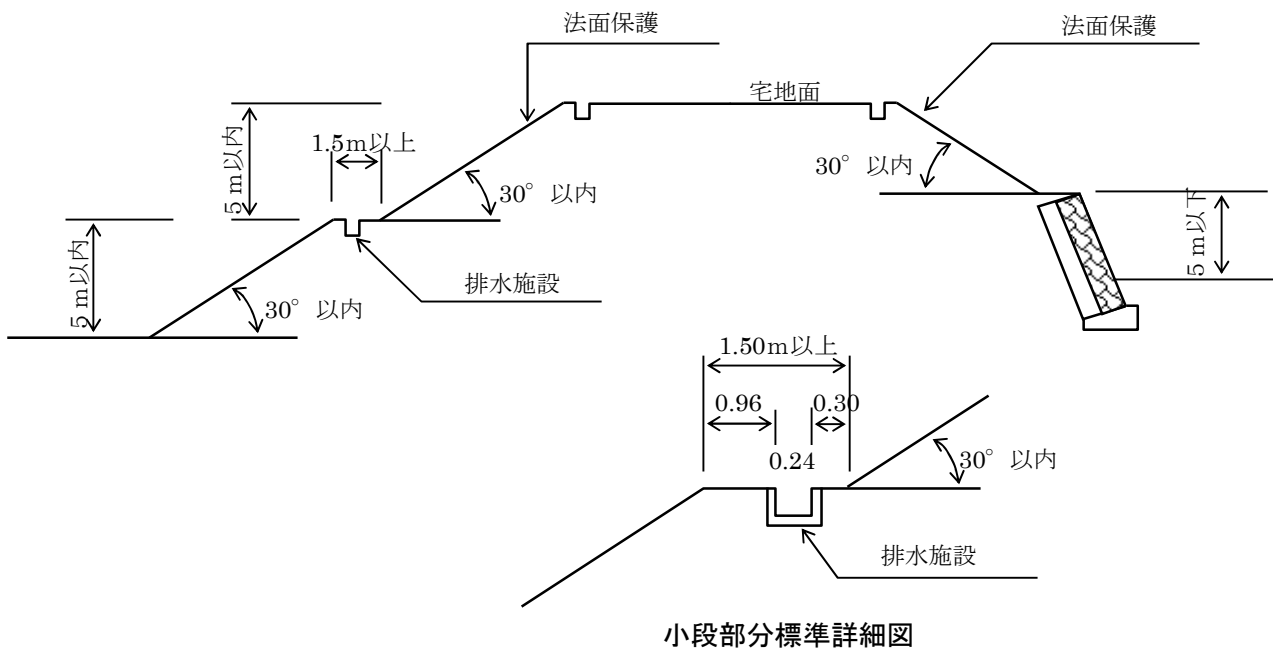 法面保護
法面保護
宅地面
5m以内
1.5m以上
30°以内
30°以内
5m以下
5m以内
排水施設
30°以内
1.50m以上
0.96
0.30
0.24
30°以内
排水施設
小段部分標準詳細図